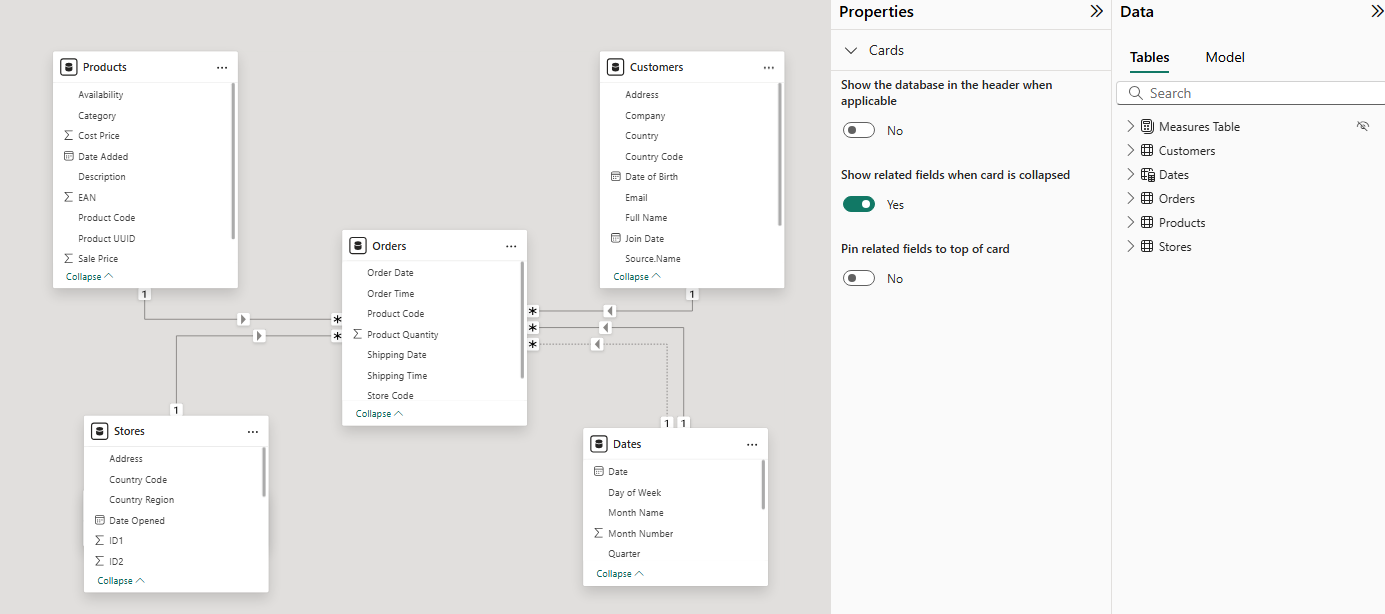 Products
Availability
Category
Cost Price
Date Added
Description
EAN
Product Code
Product UUID
Sale Price
Collapse
1
*
Customers
Address
Company
Country
Country Code
Date of Birth
Email
Full Name
Join Date
Source.Name
Collapse
1
*
Orders
Order Date
Order Time
Product Code
Product Quantity
Shipping Date
Shipping Time
Store Code
Collapse
*
*
*
Stores
Address
Country Code
Country Region
Date Opened
ID1
ID2
Collapse
1
Dates
Date
Day of Week
Month Name
Month Number
Quarter
Collapse
1
1
Properties
Cards
Show the database in the header when
applicable
No
Show related fields when card is collapsed
Yes
Pin related fields to top of card
No
Data
Tables Model
Search
Measures Table
Customers
Dates
Orders
Products
Stores